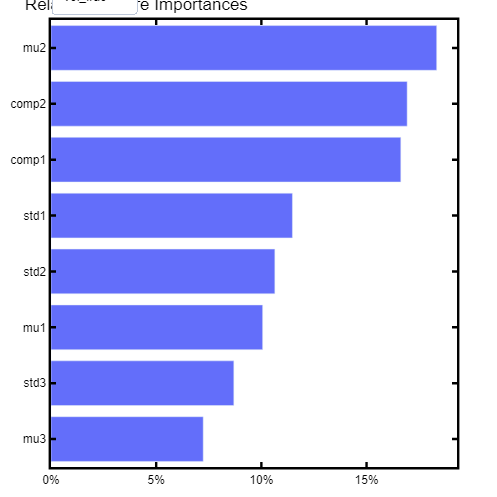 Importances
mu2
comp2
comp1
std1
std2
mu1
std3
mu3
0% 5% 10% 15%